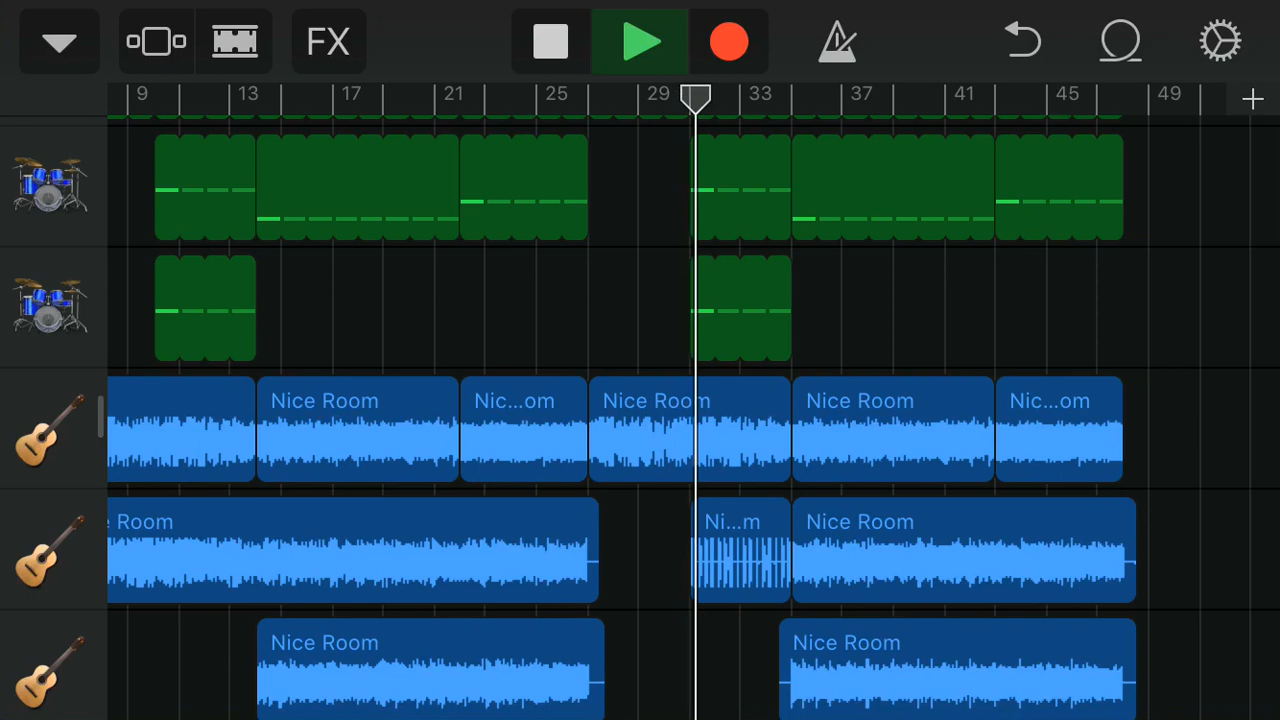 FX
9 13 17 21 25 29 33 37 41 45 49
Nice Room Nic...om Nice Room Nice Room Nic...om
Room Ni...m Nice Room
Nice Room Nice Room